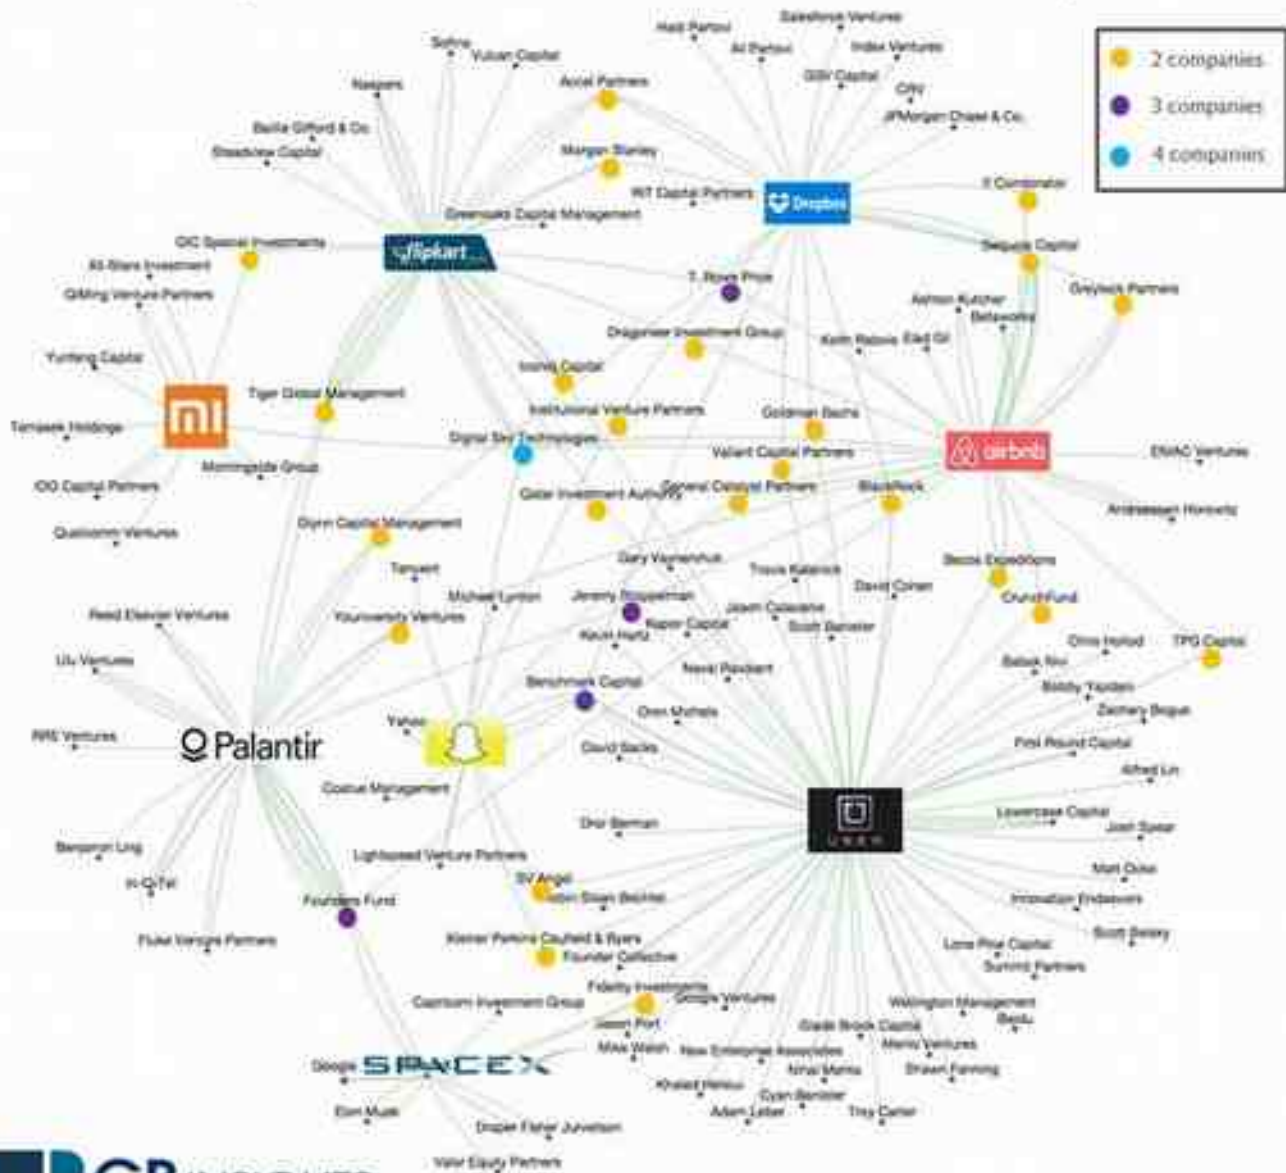 Salesforce Ventures
Hadi Partovi
Ali Partovi
Index Ventures
Sofina
Vulcan Capital
GSV Capital
CRV
Accel Partners
Naspers
JPMorgan Chase & Co.
2 companies
3 companies
4 companies
Baillie Gifford & Co.
Steadview Capital
Morgan Stanley
Y Combinator
RIT Capital Partners
Dropbox
Greenoaks Capital Management
GIC Special Investments
flipkart
Sequoia Capital
All-Stars Investment
QiMing Venture Partners
T. Rowe Price
Greylock Partners
Ashton Kutcher
Betaworks
Dragoneer Investment Group
Keith Rabois
Elad Gil
Yunfeng Capital
Iconiq Capital
Tiger Global Management
mi
Institutional Venture Partners
Goldman Sachs
Temasek Holdings
Digital Sky Technologies
Valiant Capital Partners
airbnb
ENIAC Ventures
Morningside Group
IDG Capital Partners
Qatar Investment Authority
General Catalyst Partners
BlackRock
Andreessen Horowitz
Qualcomm Ventures
Glynn Capital Management
Tencent
Gary Vaynerchuk
Travis Kalanick
David Cohen
Bezos Expeditions
CrunchFund
Michael Lynton
Jeremy Stoppelman
Jason Calacanis
Reed Elsevier Ventures
Youniversity Ventures
Kevin Hartz
Rapor Capital
Scott Banister
Chris Holrod
TPG Capital
Ulu Ventures
Naval Ravikant
Babak Nivi
Benchmark Capital
Bobby Yazdani
Oren Michels
Zachary Bogue
RRE Ventures
Palantir
Yahoo
David Sacks
First Round Capital
Alfred Lin
Coatue Management
Lowercase Capital
UBER
Dror Berman
Josh Spear
Benjamin Ling
Lightspeed Venture Partners
In-Q-Tel
SV Angel
Innovation Endeavors
Founders Fund
Scott Belsky
Fluke Venture Partners
Kleiner Perkins Caufield & Byers
Founder Collective
Lone Pine Capital
Summit Partners
Fidelity Investments
Google Ventures
Capricorn Investment Group
Wellington Management
Baidu
Jason Port
Glade Brook Capital
Mike Walsh
New Enterprise Associates
Menlo Ventures
Google
SPACEX
Nihal Mehta
Shawn Fanning
Khaled Helioui
Cyan Banister
Elon Musk
Adam Leber
Troy Carter
Draper Fisher Jurvetson
Valor Equity Partners